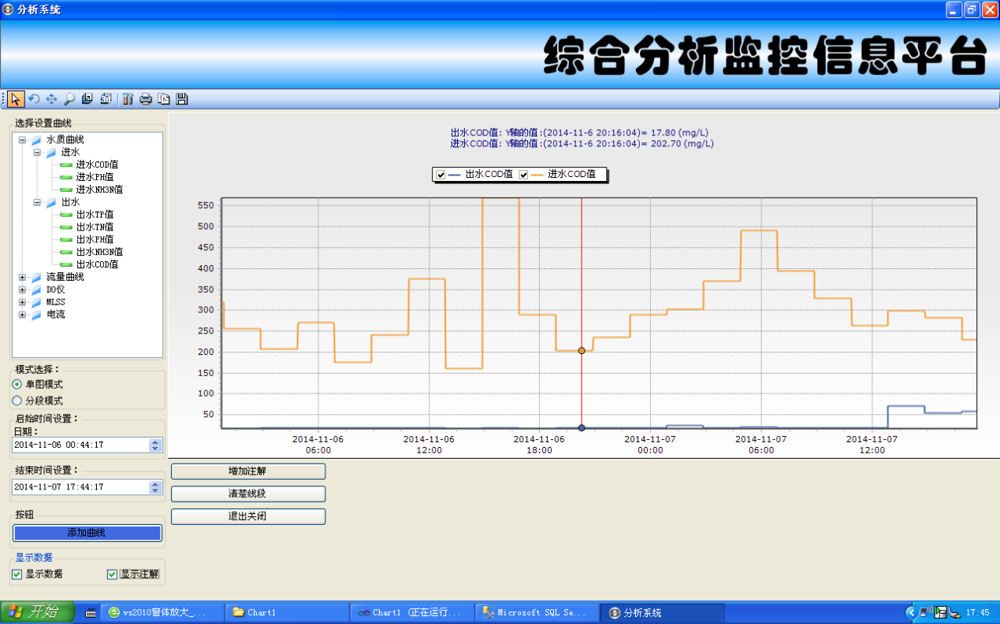 分析系统
综合分析监控信息平台
选择设置曲线
水质曲线
进水
进水COD值
进水PH值
进水NH3N值
出水
出水TP值
出水TN值
出水PH值
出水NH3N值
出水COD值
流量曲线
DO仪
MLSS
电流
模式选择：
单图模式
分段模式
启始时间设置：
日期：
2014-11-06 00:44:17
结束时间设置：
2014-11-07 17:44:17
按钮
添加曲线
显示数据
显示数据 显示注解
出水COD值: Y轴的值:(2014-11-6 20:16:04)= 17.80 (mg/L)
进水COD值: Y轴的值:(2014-11-6 20:16:04)= 202.70 (mg/L)
出水COD值 进水COD值
550
500
450
400
350
300
250
200
150
100
50
2014-11-06 2014-11-06 2014-11-06 2014-11-07 2014-11-07 2014-11-07
06:00 12:00 18:00 00:00 06:00 12:00
增加注解
清楚线段
退出关闭
开始 vs2010窗体放大_... Chart1 Chart1 (正在运行... Microsoft SQL Se... 分析系统 17:45